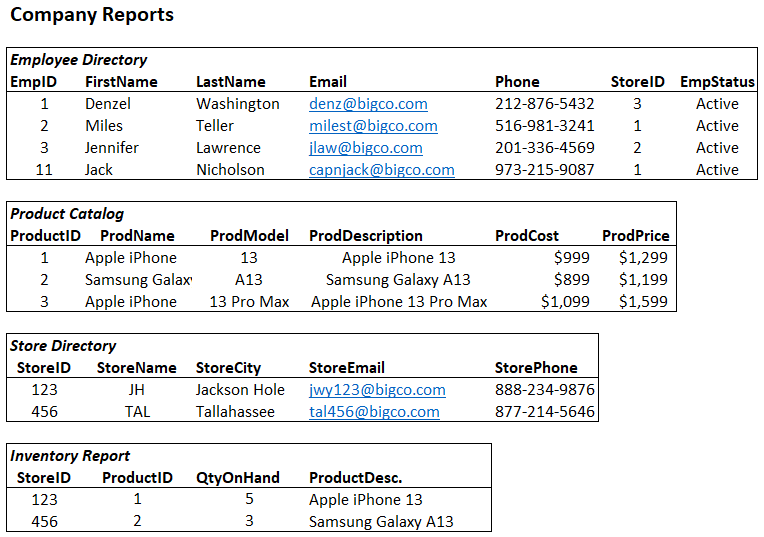 Company Reports
Employee Directory
EmpID FirstName LastName Email Phone StoreID EmpStatus
1 Denzel Washington denz@bigco.com 212-876-5432 3 Active
2 Miles Teller milest@bigco.com 516-981-3241 1 Active
3 Jennifer Lawrence jlaw@bigco.com 201-336-4569 2 Active
11 Jack Nicholson capnjack@bigco.com 973-215-9087 1 Active
Product Catalog
ProductID ProdName ProdModel ProdDescription ProdCost ProdPrice
1 Apple iPhone 13 Apple iPhone 13 $999 $1,299
2 Samsung Galax A13 Samsung Galaxy A13 $899 $1,199
3 Apple iPhone 13 Pro Max Apple iPhone 13 Pro Max $1,099 $1,599
Store Directory
StoreID StoreName StoreCity StoreEmail StorePhone
123 JH Jackson Hole jwy123@bigco.com 888-234-9876
456 TAL Tallahassee tal456@bigco.com 877-214-5646
Inventory Report
StoreID ProductID QtyOnHand ProductDesc.
123 1 5 Apple iPhone 13
456 2 3 Samsung Galaxy A13